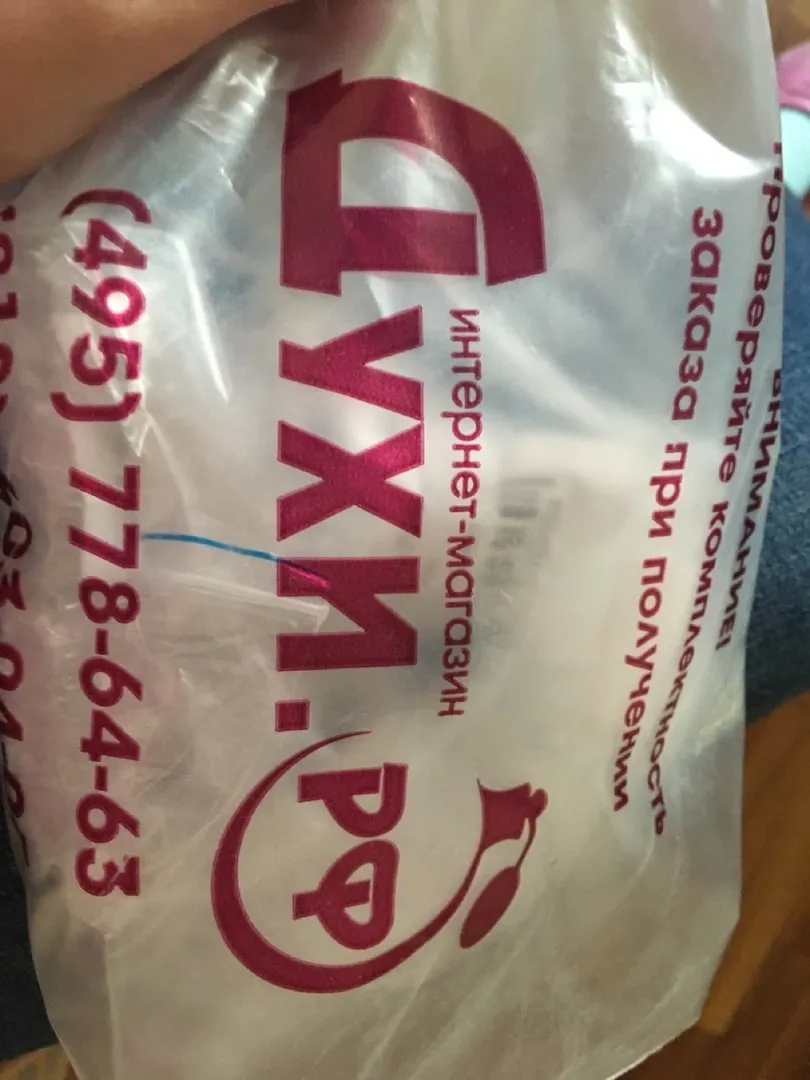 ВНИМАНИЕ!
Проверяйте комплектность
заказа при получении
интернет-магазин
Духи.
РФ
(495) 778-64-63